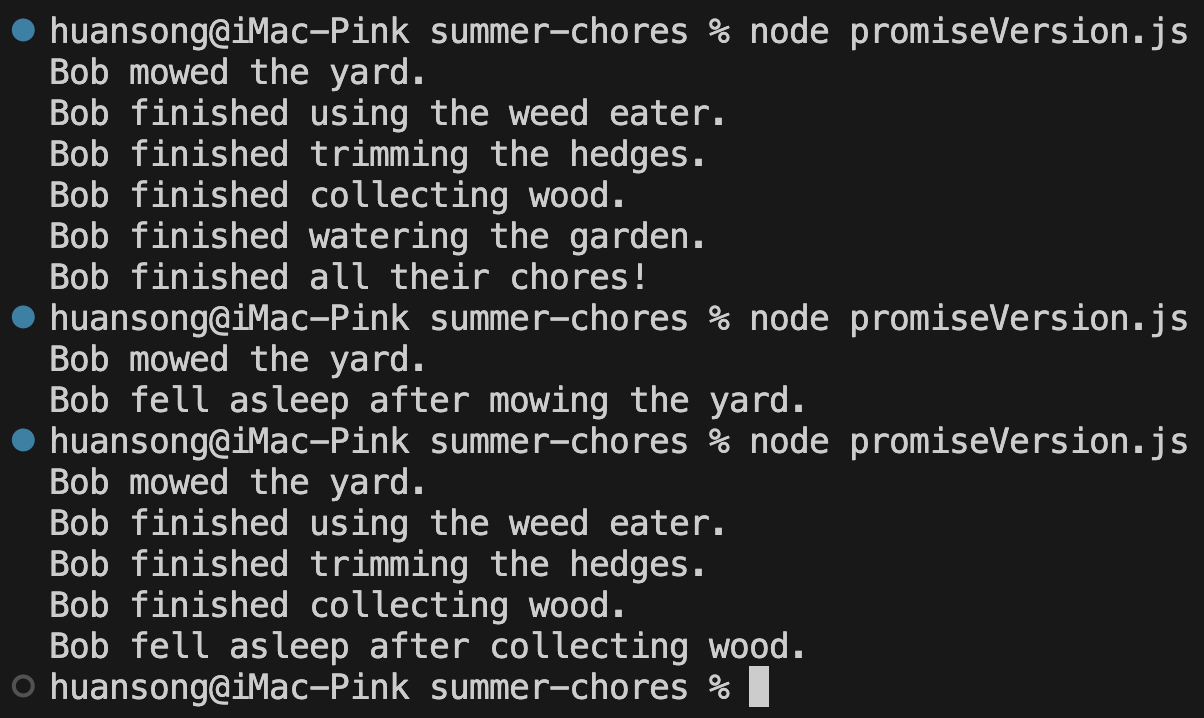 huansong@iMac-Pink summer-chores % node promiseVersion.js
Bob mowed the yard.
Bob finished using the weed eater.
Bob finished trimming the hedges.
Bob finished collecting wood.
Bob finished watering the garden.
Bob finished all their chores!
huansong@iMac-Pink summer-chores % node promiseVersion.js
Bob mowed the yard.
Bob fell asleep after mowing the yard.
huansong@iMac-Pink summer-chores % node promiseVersion.js
Bob mowed the yard.
Bob finished using the weed eater.
Bob finished trimming the hedges.
Bob finished collecting wood.
Bob fell asleep after collecting wood.
huansong@iMac-Pink summer-chores %